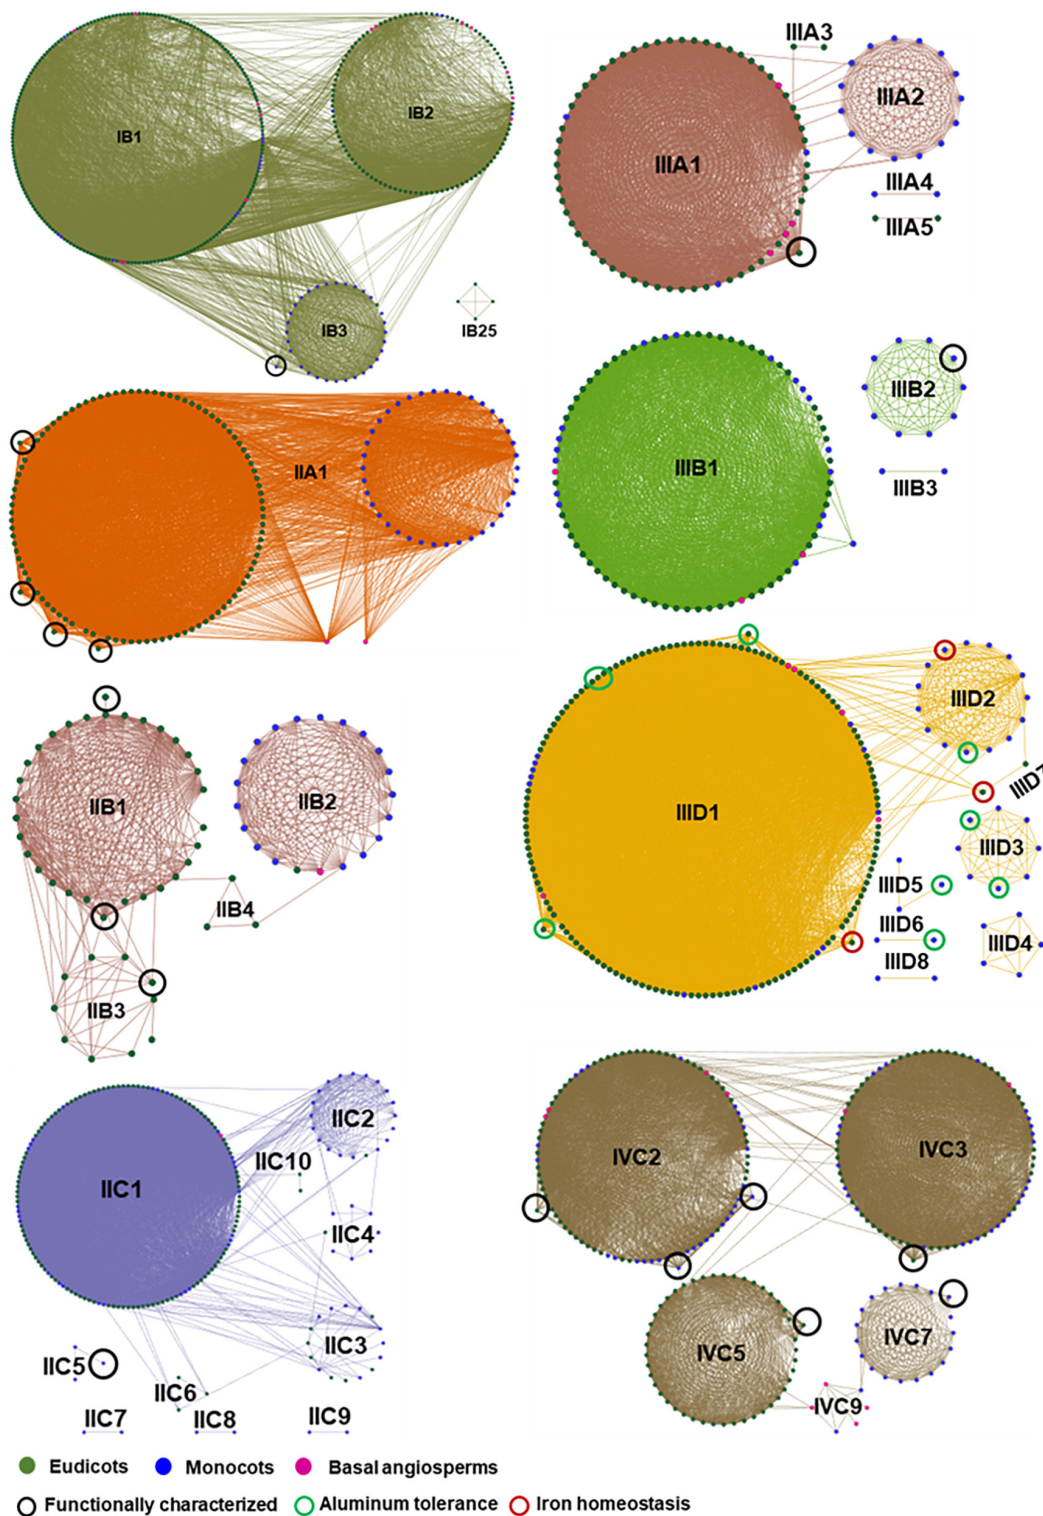 IB1
IB2
IB3
IB25
IIIA1
IIIA2
IIIA3
IIIA4
IIIA5
IIA1
IIIB1
IIIB2
IIIB3
IIB1
IIB2
IIB3
IIB4
IIID1
IIID2
IIID7
IIID3
IIID5
IIID6
IIID4
IIID8
IIC1
IIC2
IIC10
IIC4
IIC3
IIC5
IIC6
IIC7
IIC8
IIC9
IVC2
IVC3
IVC5
IVC7
IVC9
Eudicots Monocots Basal angiosperms
Functionally characterized Aluminum tolerance Iron homeostasis